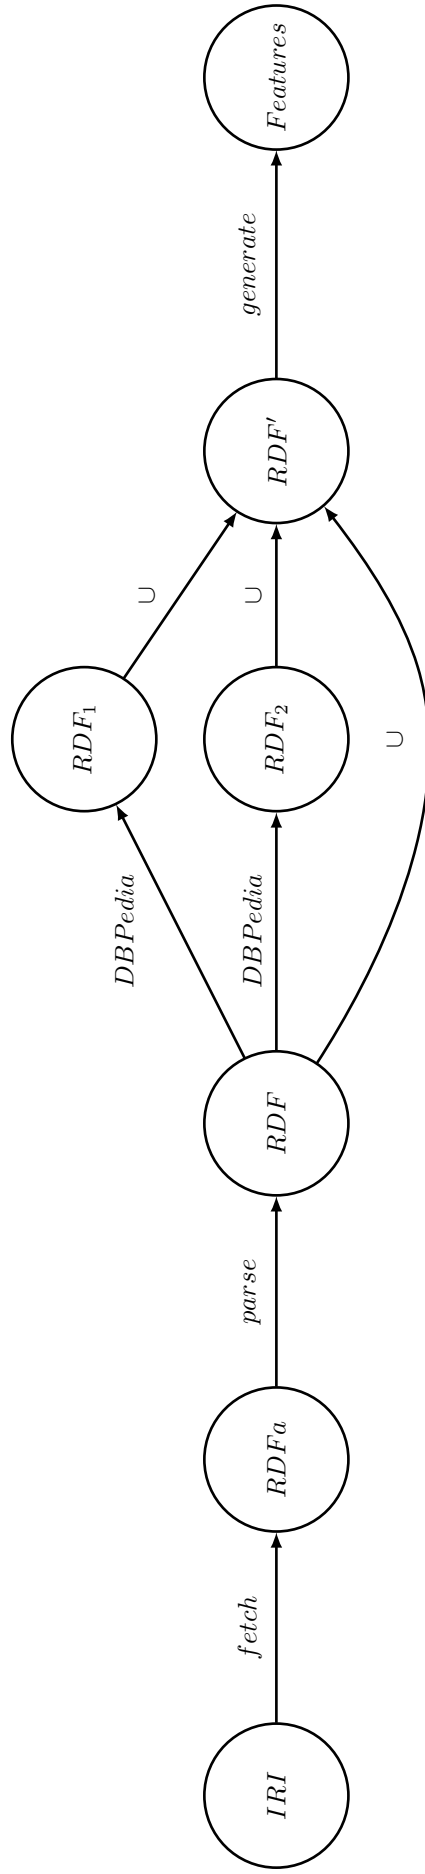 IRI
fetch
RDFa
parse
RDF
DBPedia
DBPedia
RDF₁
RDF₂
∪
∪
∪
RDF′
generate
Features